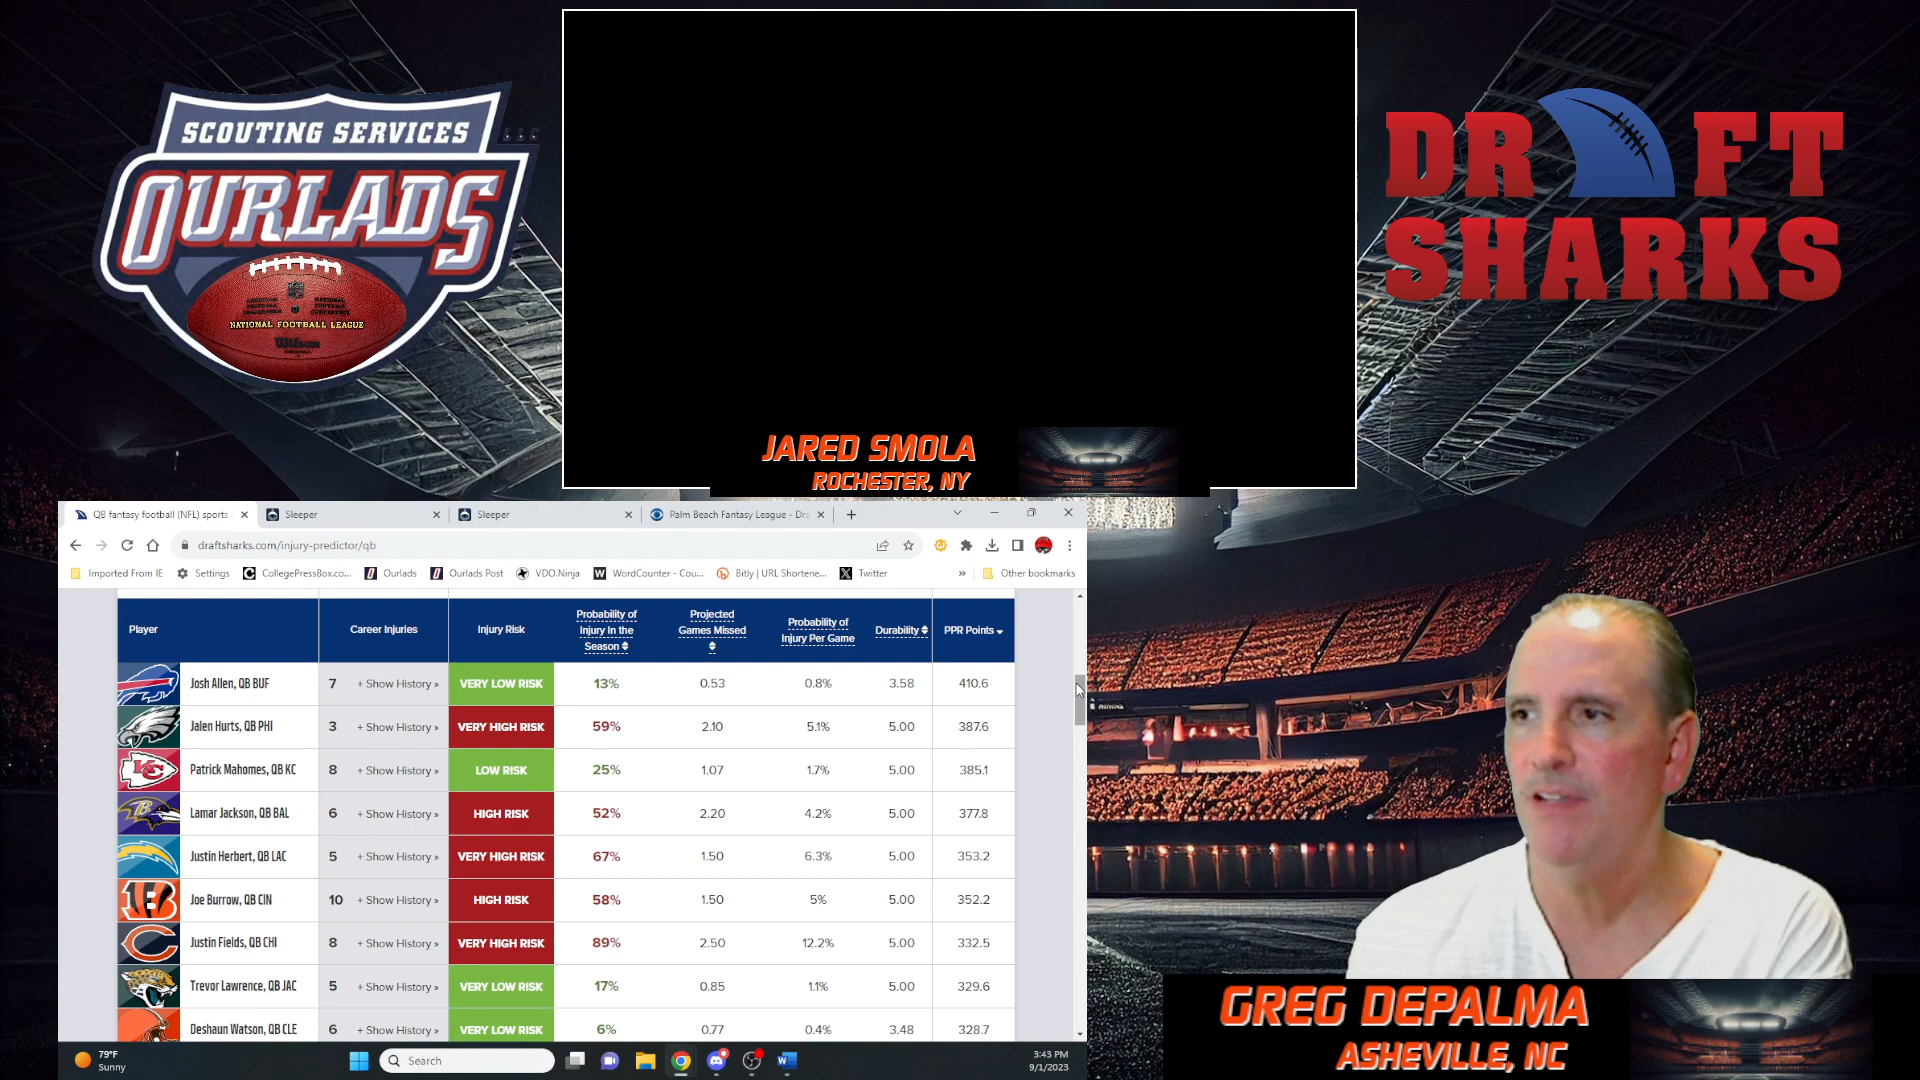 SCOUTING SERVICES
LLC
OURLADS
NATIONAL FOOTBALL LEAGUE
Wilson
DRAFT
SHARKS
JARED SMOLA
ROCHESTER, NY
QB fantasy football (NFL) sports
Sleeper
Sleeper
Palm Beach Fantasy League - Dra
draftsharks.com/injury-predictor/qb
Imported From IE
Settings
CollegePressBox.co...
Ourlads
Ourlads Post
VDO.Ninja
WordCounter - Cou...
Bitly | URL Shortene...
Twitter
»
Other bookmarks
Player Career Injuries Injury Risk Probability of Injury In the Season Projected Games Missed Probability of Injury Per Game Durability PPR Points
Josh Allen, QB BUF 7 + Show History » VERY LOW RISK 13% 0.53 0.8% 3.58 410.6
Jalen Hurts, QB PHI 3 + Show History » VERY HIGH RISK 59% 2.10 5.1% 5.00 387.6
Patrick Mahomes, QB KC 8 + Show History » LOW RISK 25% 1.07 1.7% 5.00 385.1
Lamar Jackson, QB BAL 6 + Show History » HIGH RISK 52% 2.20 4.2% 5.00 377.8
Justin Herbert, QB LAC 5 + Show History » VERY HIGH RISK 67% 1.50 6.3% 5.00 353.2
Joe Burrow, QB CIN 10 + Show History » HIGH RISK 58% 1.50 5% 5.00 352.2
Justin Fields, QB CHI 8 + Show History » VERY HIGH RISK 89% 2.50 12.2% 5.00 332.5
Trevor Lawrence, QB JAC 5 + Show History » VERY LOW RISK 17% 0.85 1.1% 5.00 329.6
Deshaun Watson, QB CLE 6 + Show History » VERY LOW RISK 6% 0.77 0.4% 3.48 328.7
79°F
Sunny
Search
3:43 PM
9/1/2023
GREG DEPALMA
ASHEVILLE, NC